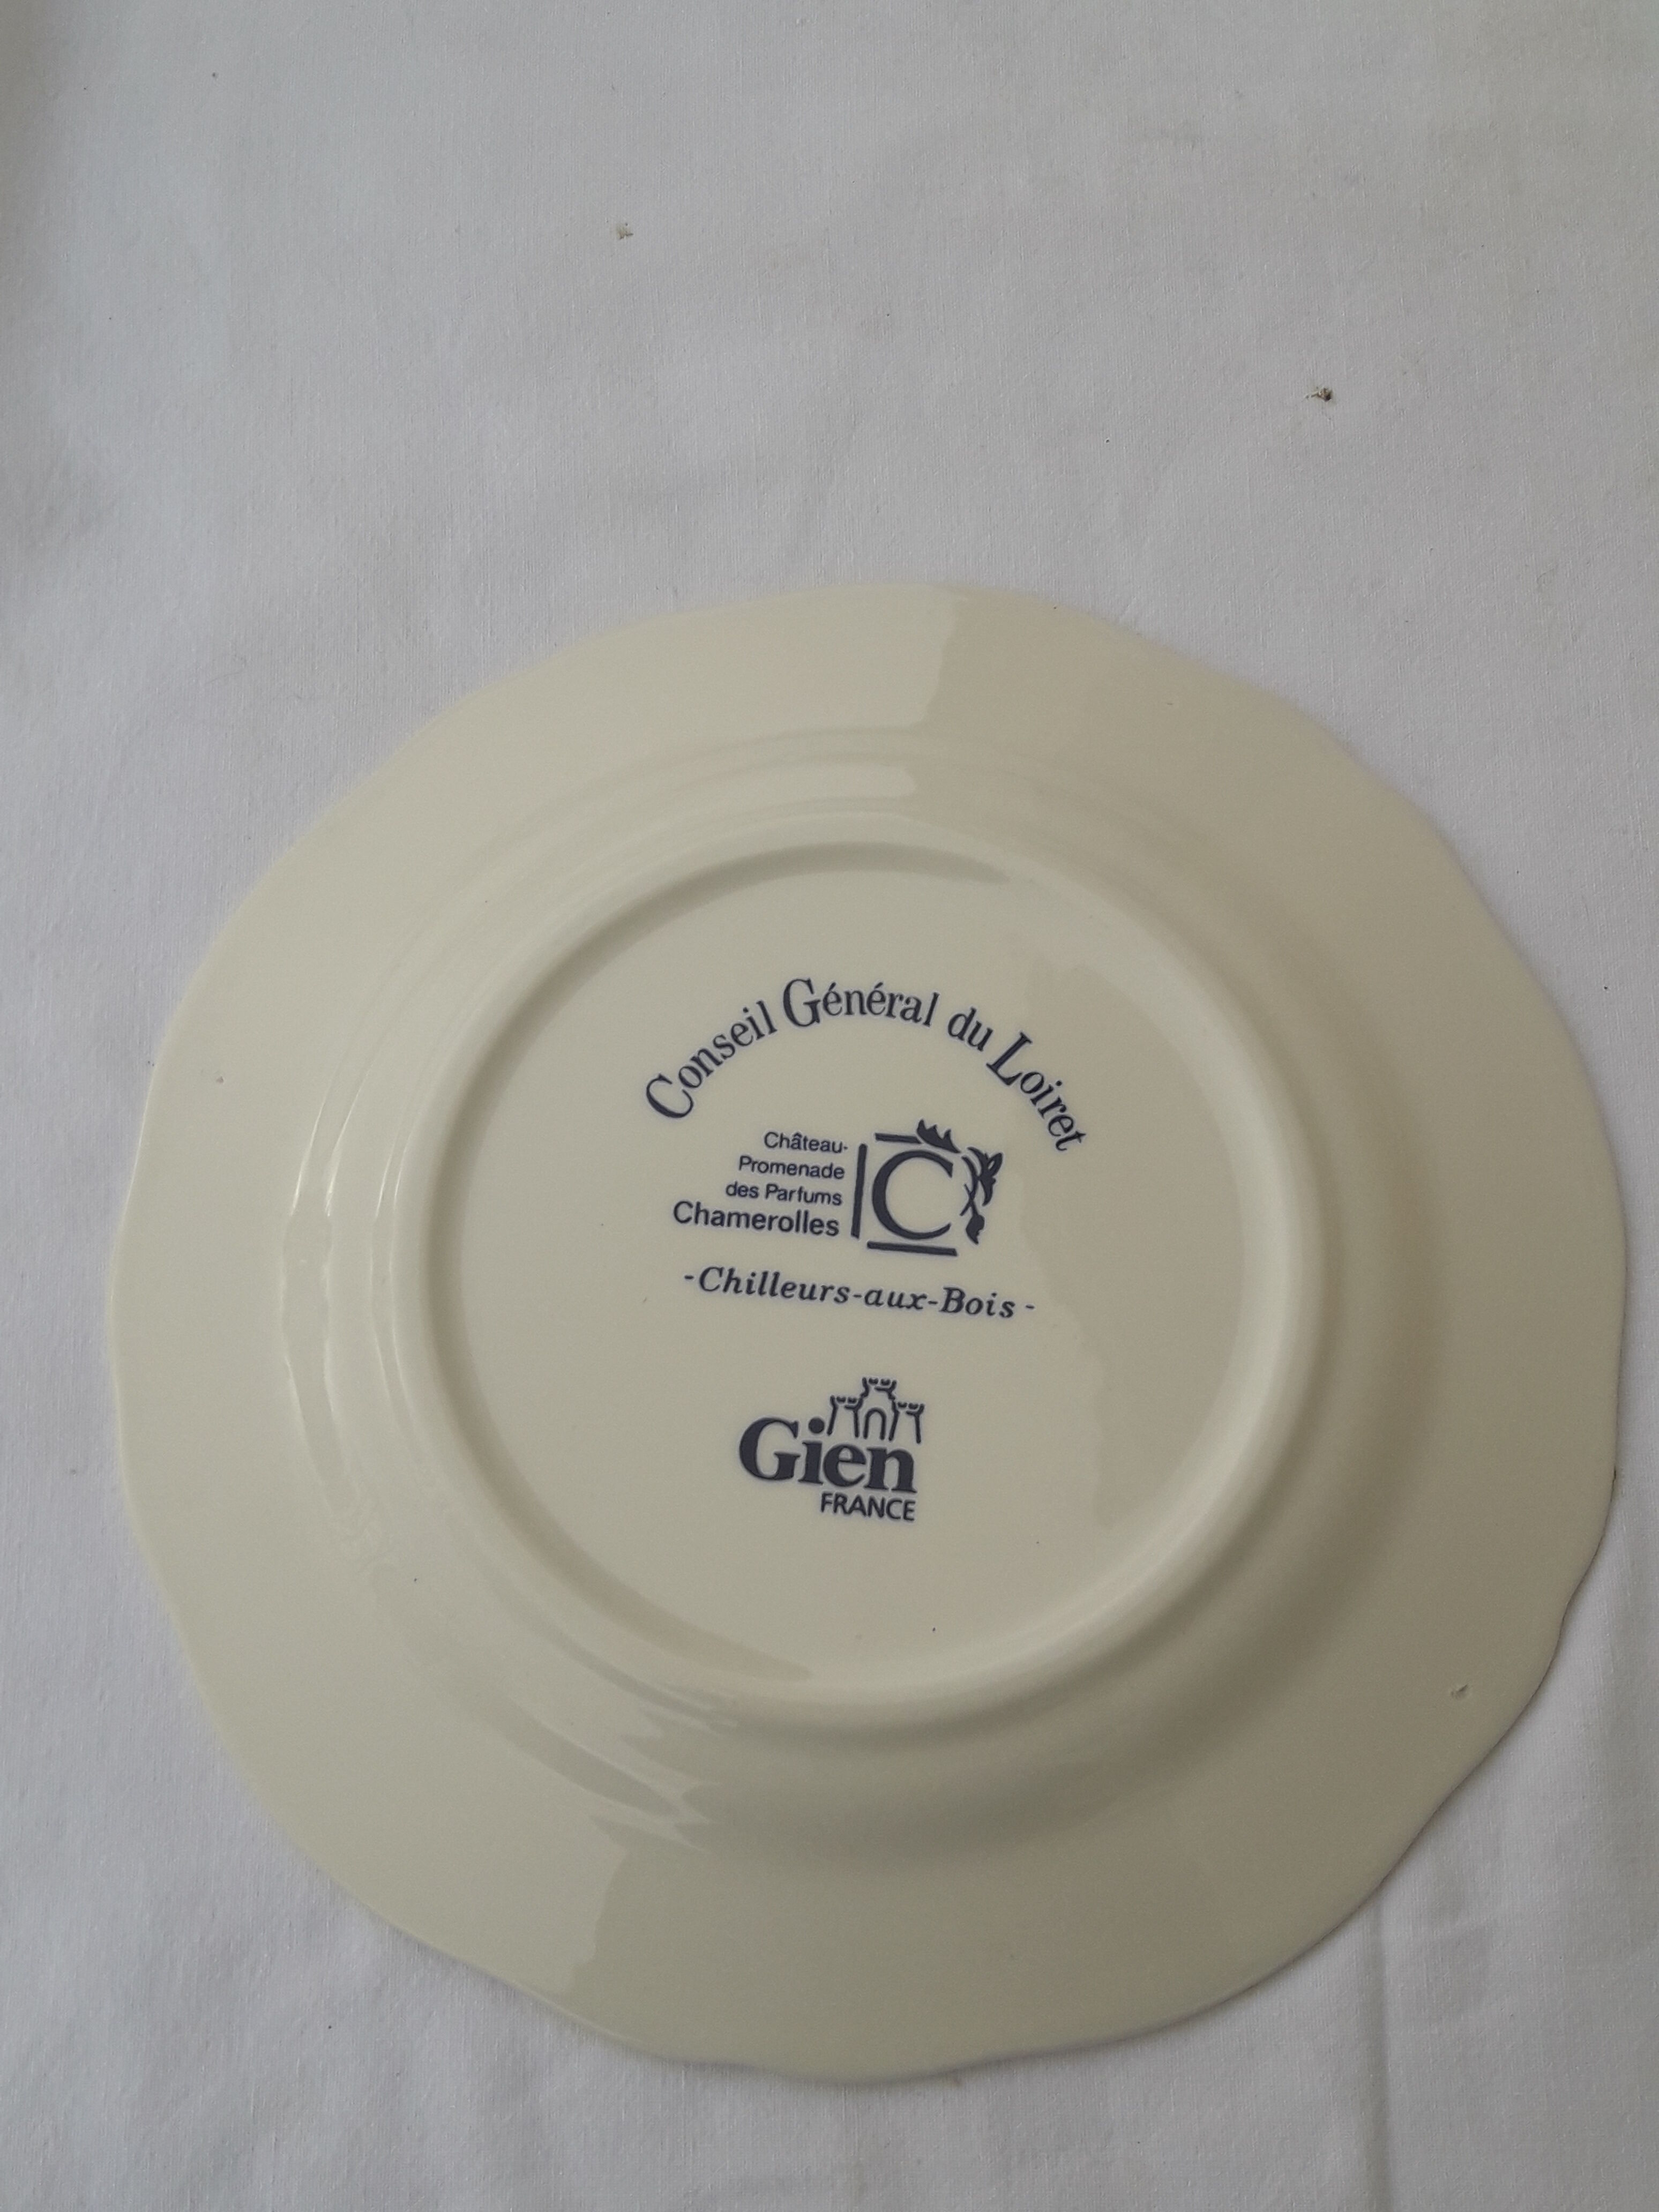 Conseil Général du Loiret
Château-
Promenade
des Parfums
Chamerolles
C
-Chilleurs-aux-Bois-
Gien
FRANCE